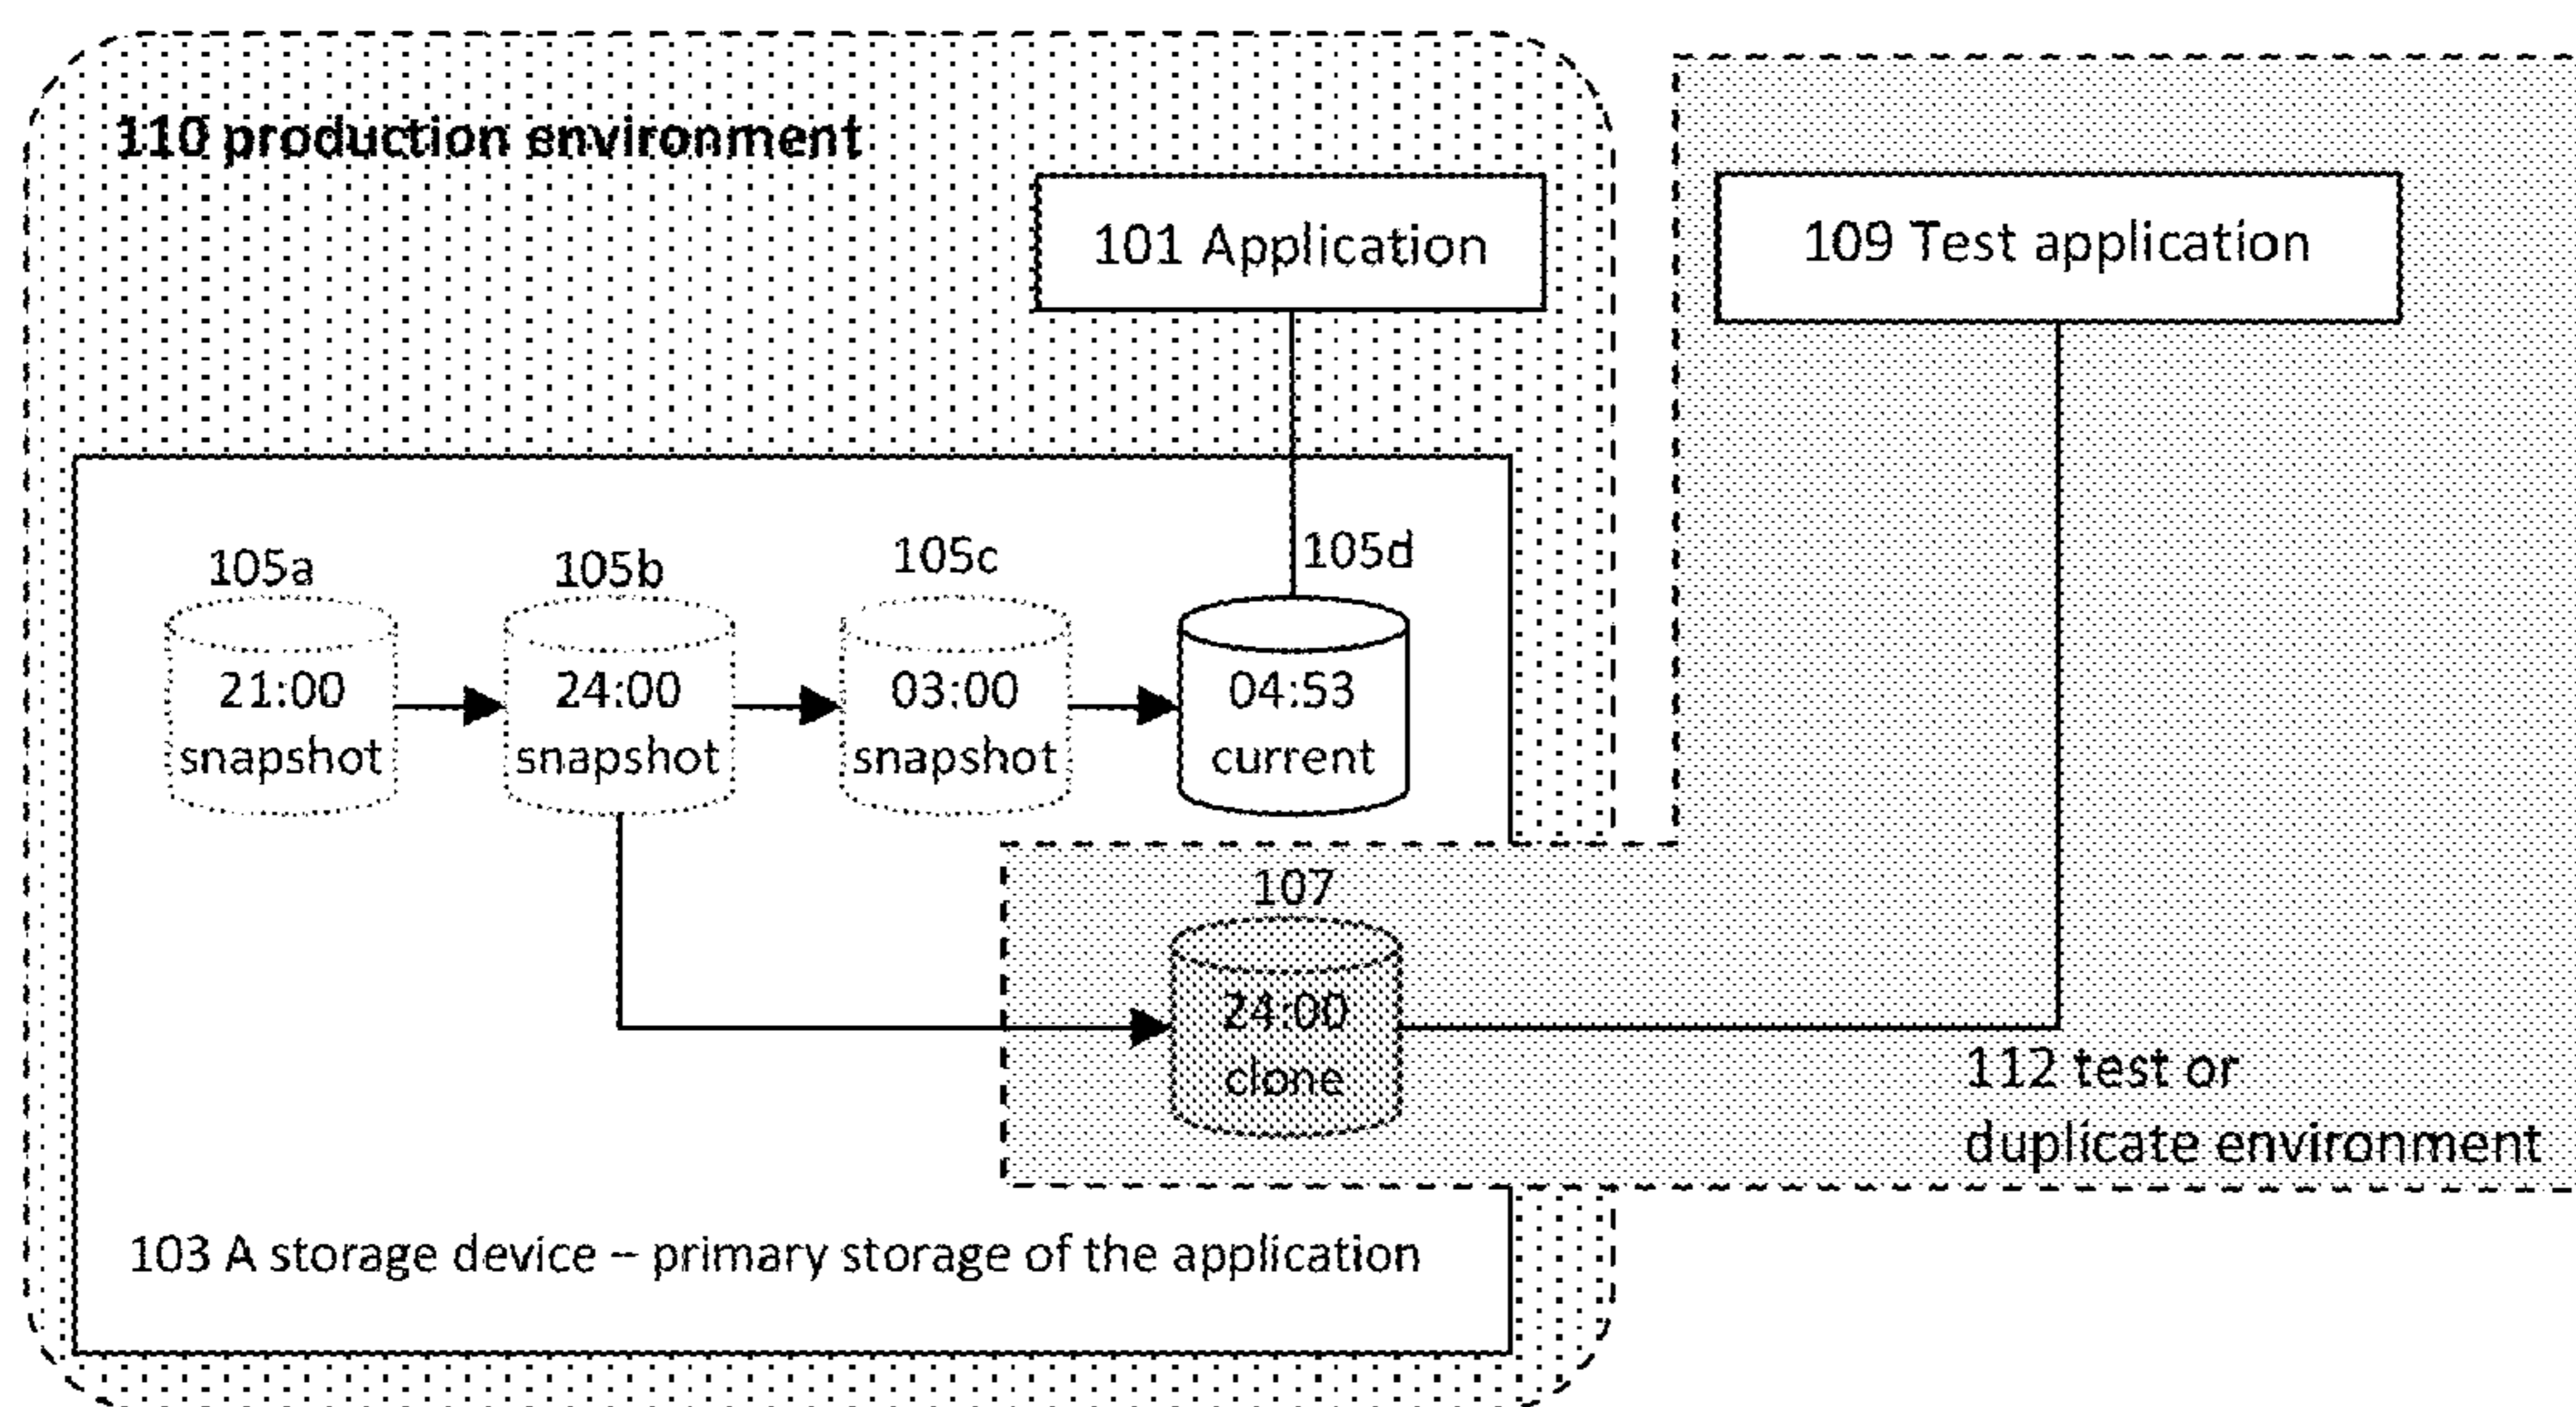 110 production environment
101 Application
109 Test application
105a
105b
105c
105d
21:00
snapshot
24:00
snapshot
03:00
snapshot
04:53
current
107
24:00
clone
112 test or
duplicate environment
103 A storage device – primary storage of the application